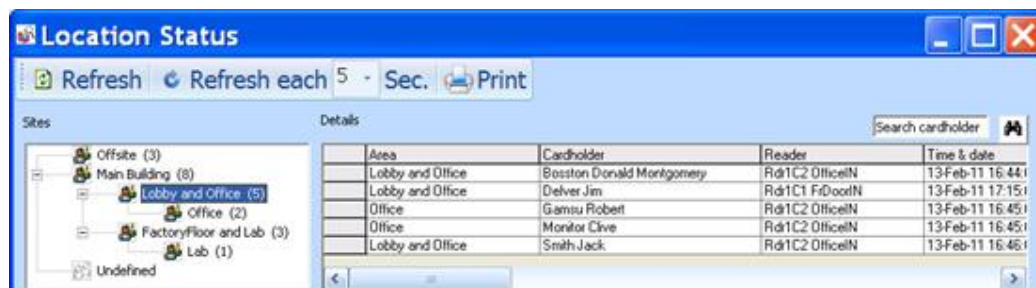 Location Status
Refresh Refresh each 5 Sec. Print
Sites Details Search cardholder
Offsite (3)
Main Building (8)
Lobby and Office (5)
Office (2)
FactoryFloor and Lab (3)
Lab (1)
Undefined
Area Cardholder Reader Time & date
Lobby and Office Bosston Donald Montgomery Rdr1C2 OfficeIN 13-Feb-11 16:44:
Lobby and Office Delver Jim Rdr1C1 FrDoorIN 13-Feb-11 17:15:
Office Gamsu Robert Rdr1C2 OfficeIN 13-Feb-11 16:45:
Office Monitor Clive Rdr1C2 OfficeIN 13-Feb-11 16:45:
Lobby and Office Smith Jack Rdr1C2 OfficeIN 13-Feb-11 16:46: